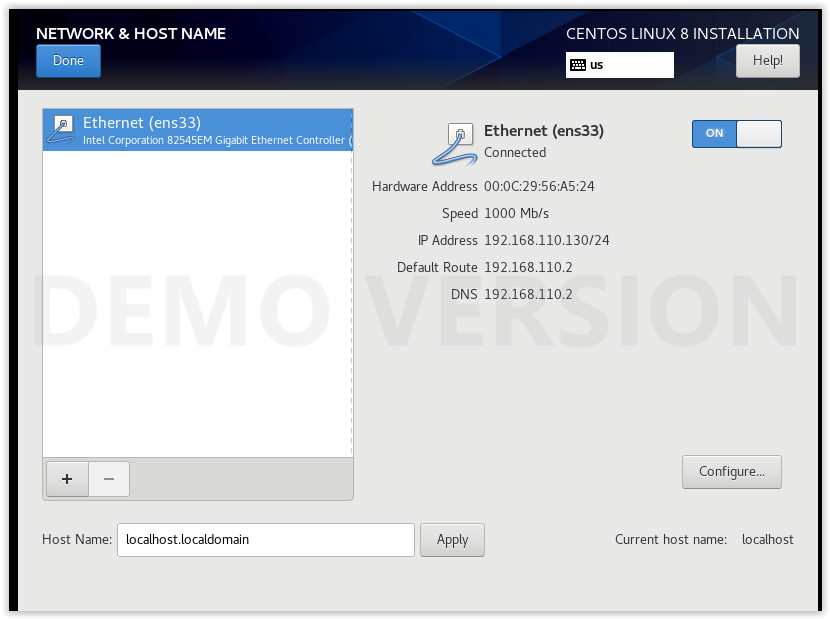 NETWORK & HOST NAME
CENTOS LINUX 8 INSTALLATION
Done
us
Help!
Ethernet (ens33)
Intel Corporation 82545EM Gigabit Ethernet Controller (
Ethernet (ens33)
Connected
ON
Hardware Address 00:0C:29:56:A5:24
Speed 1000 Mb/s
IP Address 192.168.110.130/24
Default Route 192.168.110.2
DNS 192.168.110.2
DEMO VERSION
+ −
Configure...
Host Name: localhost.localdomain Apply Current host name: localhost